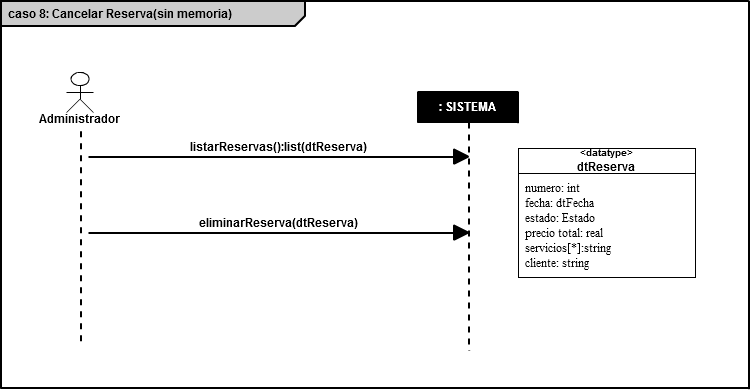 caso 8: Cancelar Reserva(sin memoria)
Administrador
: SISTEMA
listarReservas():list(dtReserva)
eliminarReserva(dtReserva)
<datatype>
dtReserva
numero: int
fecha: dtFecha
estado: Estado
precio total: real
servicios[*]:string
cliente: string